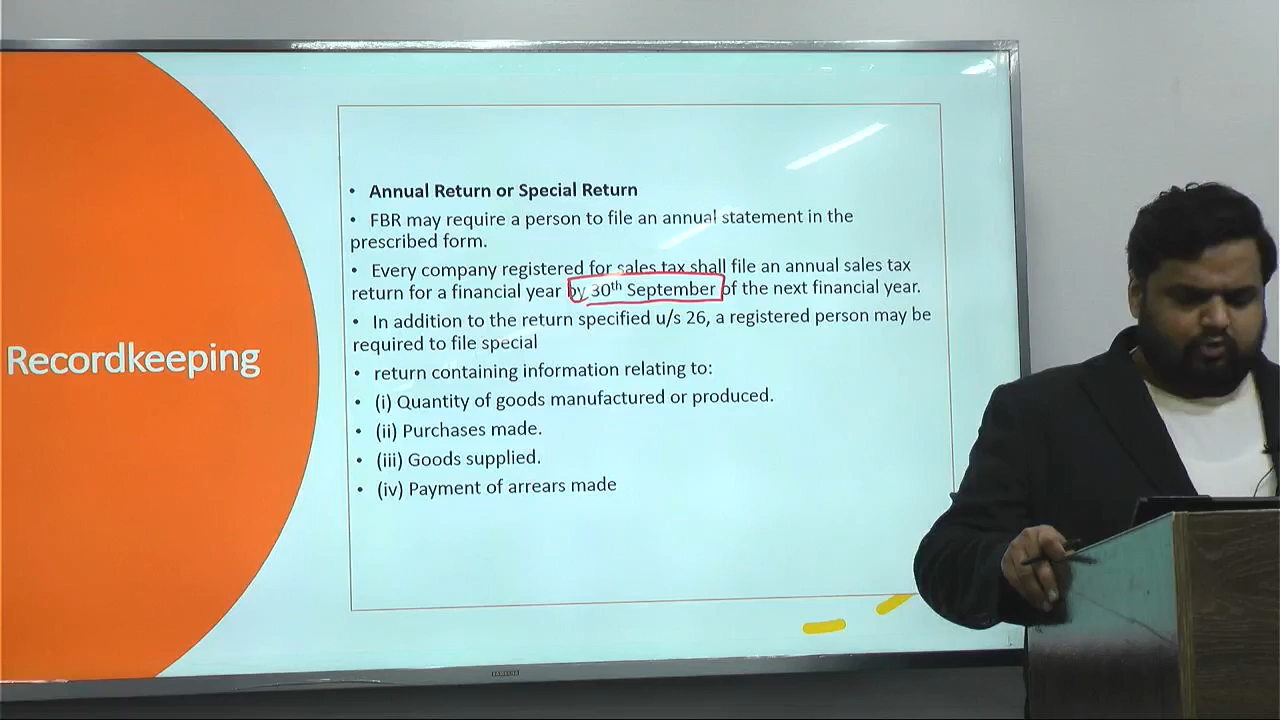 Recordkeeping
• Annual Return or Special Return
• FBR may require a person to file an annual statement in the
prescribed form.
• Every company registered for sales tax shall file an annual sales tax
return for a financial year by 30th September of the next financial year.
• In addition to the return specified u/s 26, a registered person may be
required to file special
• return containing information relating to:
• (i) Quantity of goods manufactured or produced.
• (ii) Purchases made.
• (iii) Goods supplied.
• (iv) Payment of arrears made
SAMSUNG